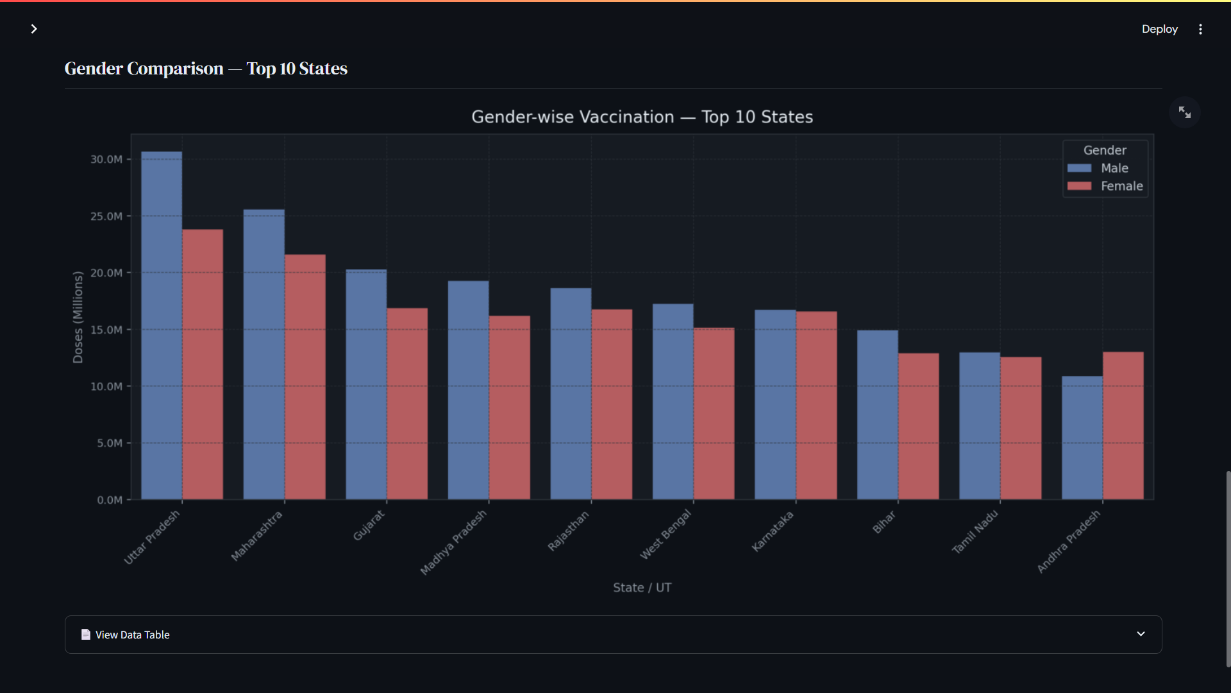 Deploy
Gender Comparison — Top 10 States
Gender-wise Vaccination — Top 10 States
Gender
Male
Female
Doses (Millions)
30.0M
25.0M
20.0M
15.0M
10.0M
5.0M
0.0M
Uttar Pradesh
Maharashtra
Gujarat
Madhya Pradesh
Rajasthan
West Bengal
Karnataka
Bihar
Tamil Nadu
Andhra Pradesh
State / UT
View Data Table